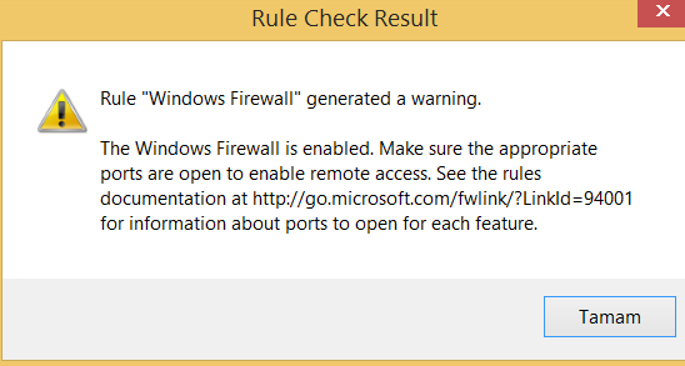 Rule Check Result
Rule "Windows Firewall" generated a warning.
The Windows Firewall is enabled. Make sure the appropriate
ports are open to enable remote access. See the rules
documentation at http://go.microsoft.com/fwlink/?LinkId=94001
for information about ports to open for each feature.
Tamam